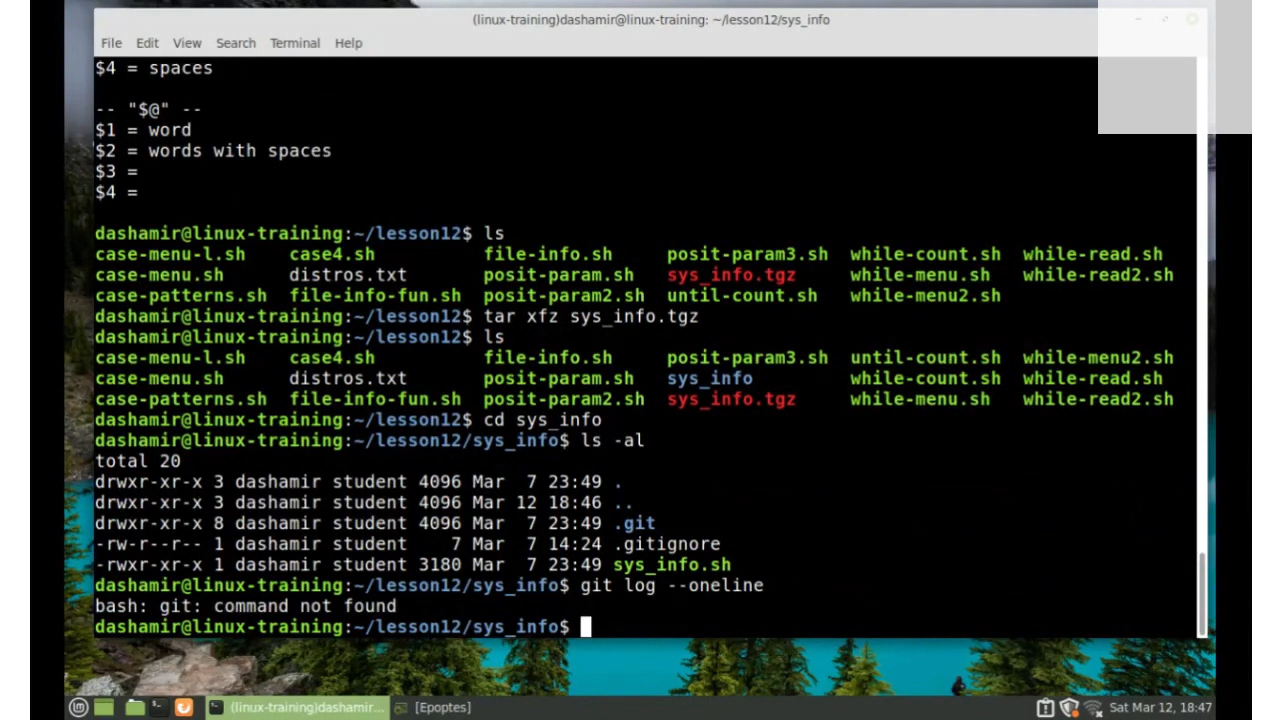 (linux-training)dashamir@linux-training: ~/lesson12/sys_info
File Edit View Search Terminal Help
$4 = spaces
-- "$@" --
$1 = word
$2 = words with spaces
$3 =
$4 =
dashamir@linux-training:~/lesson12$ ls
case-menu-l.sh case4.sh file-info.sh posit-param3.sh while-count.sh while-read.sh
case-menu.sh distros.txt posit-param.sh sys_info.tgz while-menu.sh while-read2.sh
case-patterns.sh file-info-fun.sh posit-param2.sh until-count.sh while-menu2.sh
dashamir@linux-training:~/lesson12$ tar xfz sys_info.tgz
dashamir@linux-training:~/lesson12$ ls
case-menu-l.sh case4.sh file-info.sh posit-param3.sh until-count.sh while-menu2.sh
case-menu.sh distros.txt posit-param.sh sys_info while-count.sh while-read.sh
case-patterns.sh file-info-fun.sh posit-param2.sh sys_info.tgz while-menu.sh while-read2.sh
dashamir@linux-training:~/lesson12$ cd sys_info
dashamir@linux-training:~/lesson12/sys_info$ ls -al
total 20
drwxr-xr-x 3 dashamir student 4096 Mar 7 23:49 .
drwxr-xr-x 3 dashamir student 4096 Mar 12 18:46 ..
drwxr-xr-x 8 dashamir student 4096 Mar 7 23:49 .git
-rw-r--r-- 1 dashamir student 7 Mar 7 14:24 .gitignore
-rwxr-xr-x 1 dashamir student 3180 Mar 7 23:49 sys_info.sh
dashamir@linux-training:~/lesson12/sys_info$ git log --oneline
bash: git: command not found
dashamir@linux-training:~/lesson12/sys_info$
(linux-training)dashamir... [Epoptes] Sat Mar 12, 18:47